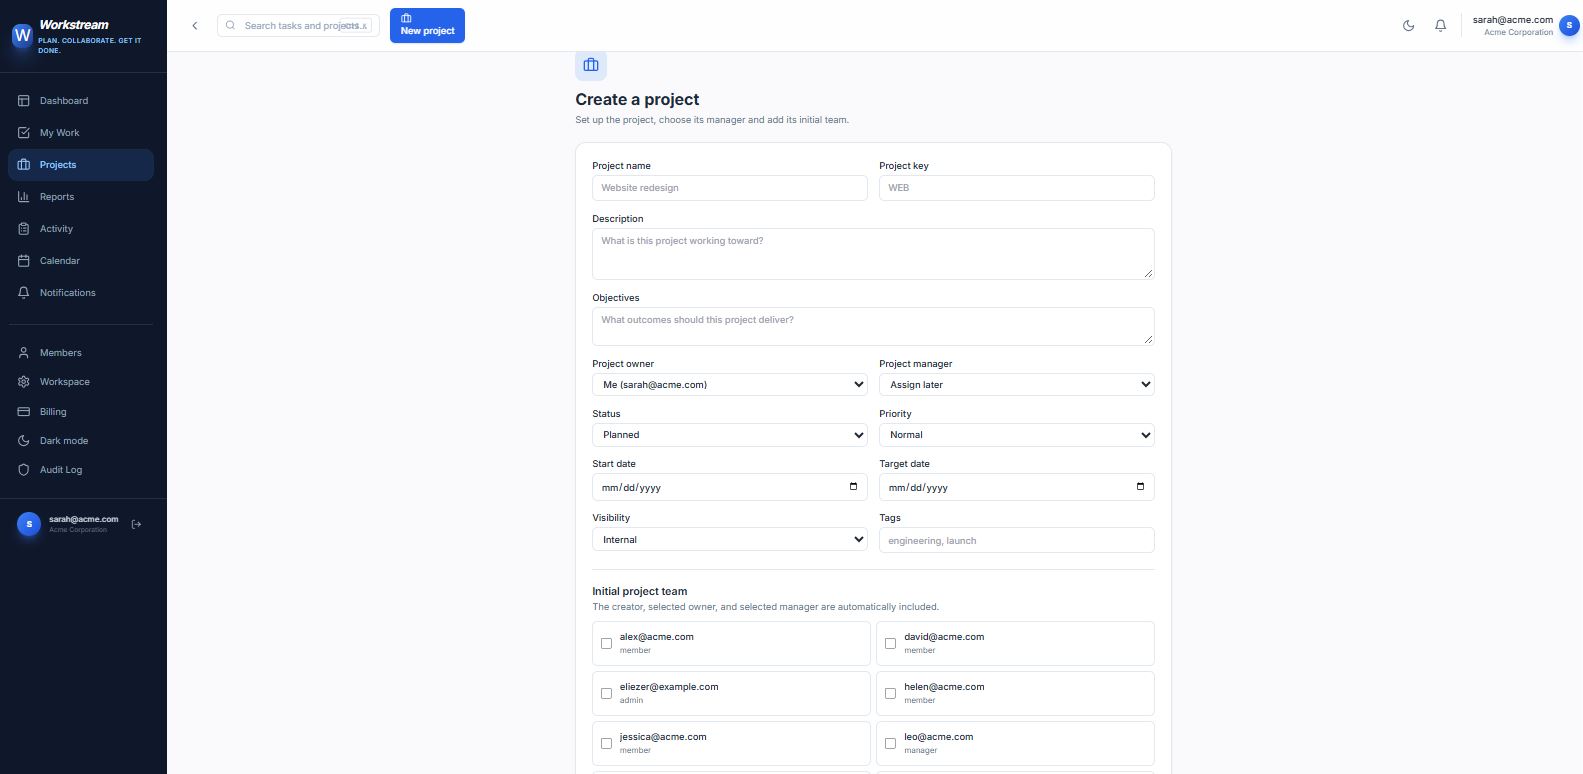 W
Workstream
PLAN. COLLABORATE. GET IT
DONE.
Dashboard
My Work
Projects
Reports
Activity
Calendar
Notifications
Members
Workspace
Billing
Dark mode
Audit Log
S
sarah@acme.com
Acme Corporation
Search tasks and projects...
New project
sarah@acme.com
Acme Corporation
S
Create a project
Set up the project, choose its manager and add its initial team.
Project name
Project key
Website redesign
WEB
Description
What is this project working toward?
Objectives
What outcomes should this project deliver?
Project owner
Project manager
Me (sarah@acme.com)
Assign later
Status
Priority
Planned
Normal
Start date
Target date
mm/dd/yyyy
mm/dd/yyyy
Visibility
Tags
Internal
engineering, launch
Initial project team
The creator, selected owner, and selected manager are automatically included.
alex@acme.com
member
david@acme.com
member
eliezer@example.com
admin
helen@acme.com
member
jessica@acme.com
member
leo@acme.com
manager